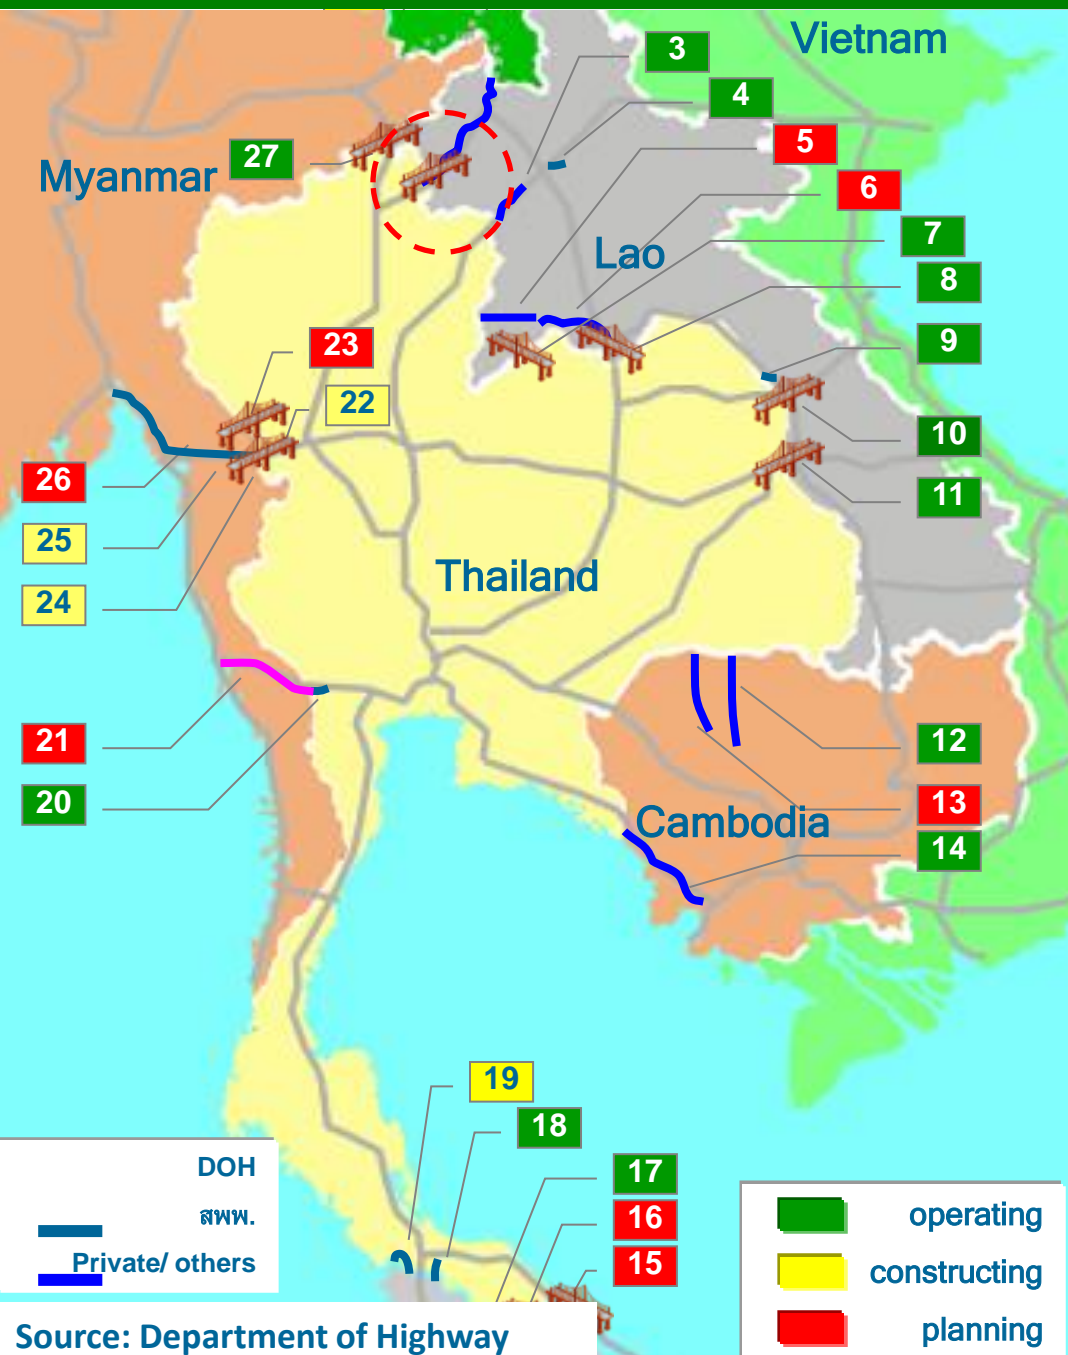 Vietnam
3
4
5
27
Myanmar
6
7
Lao
8
9
23
22
10
26
11
25
Thailand
24
21
12
20
13
Cambodia
14
19
18
DOH
17
สพพ.
16
operating
Private/ others
15
constructing
Source: Department of Highway
planning